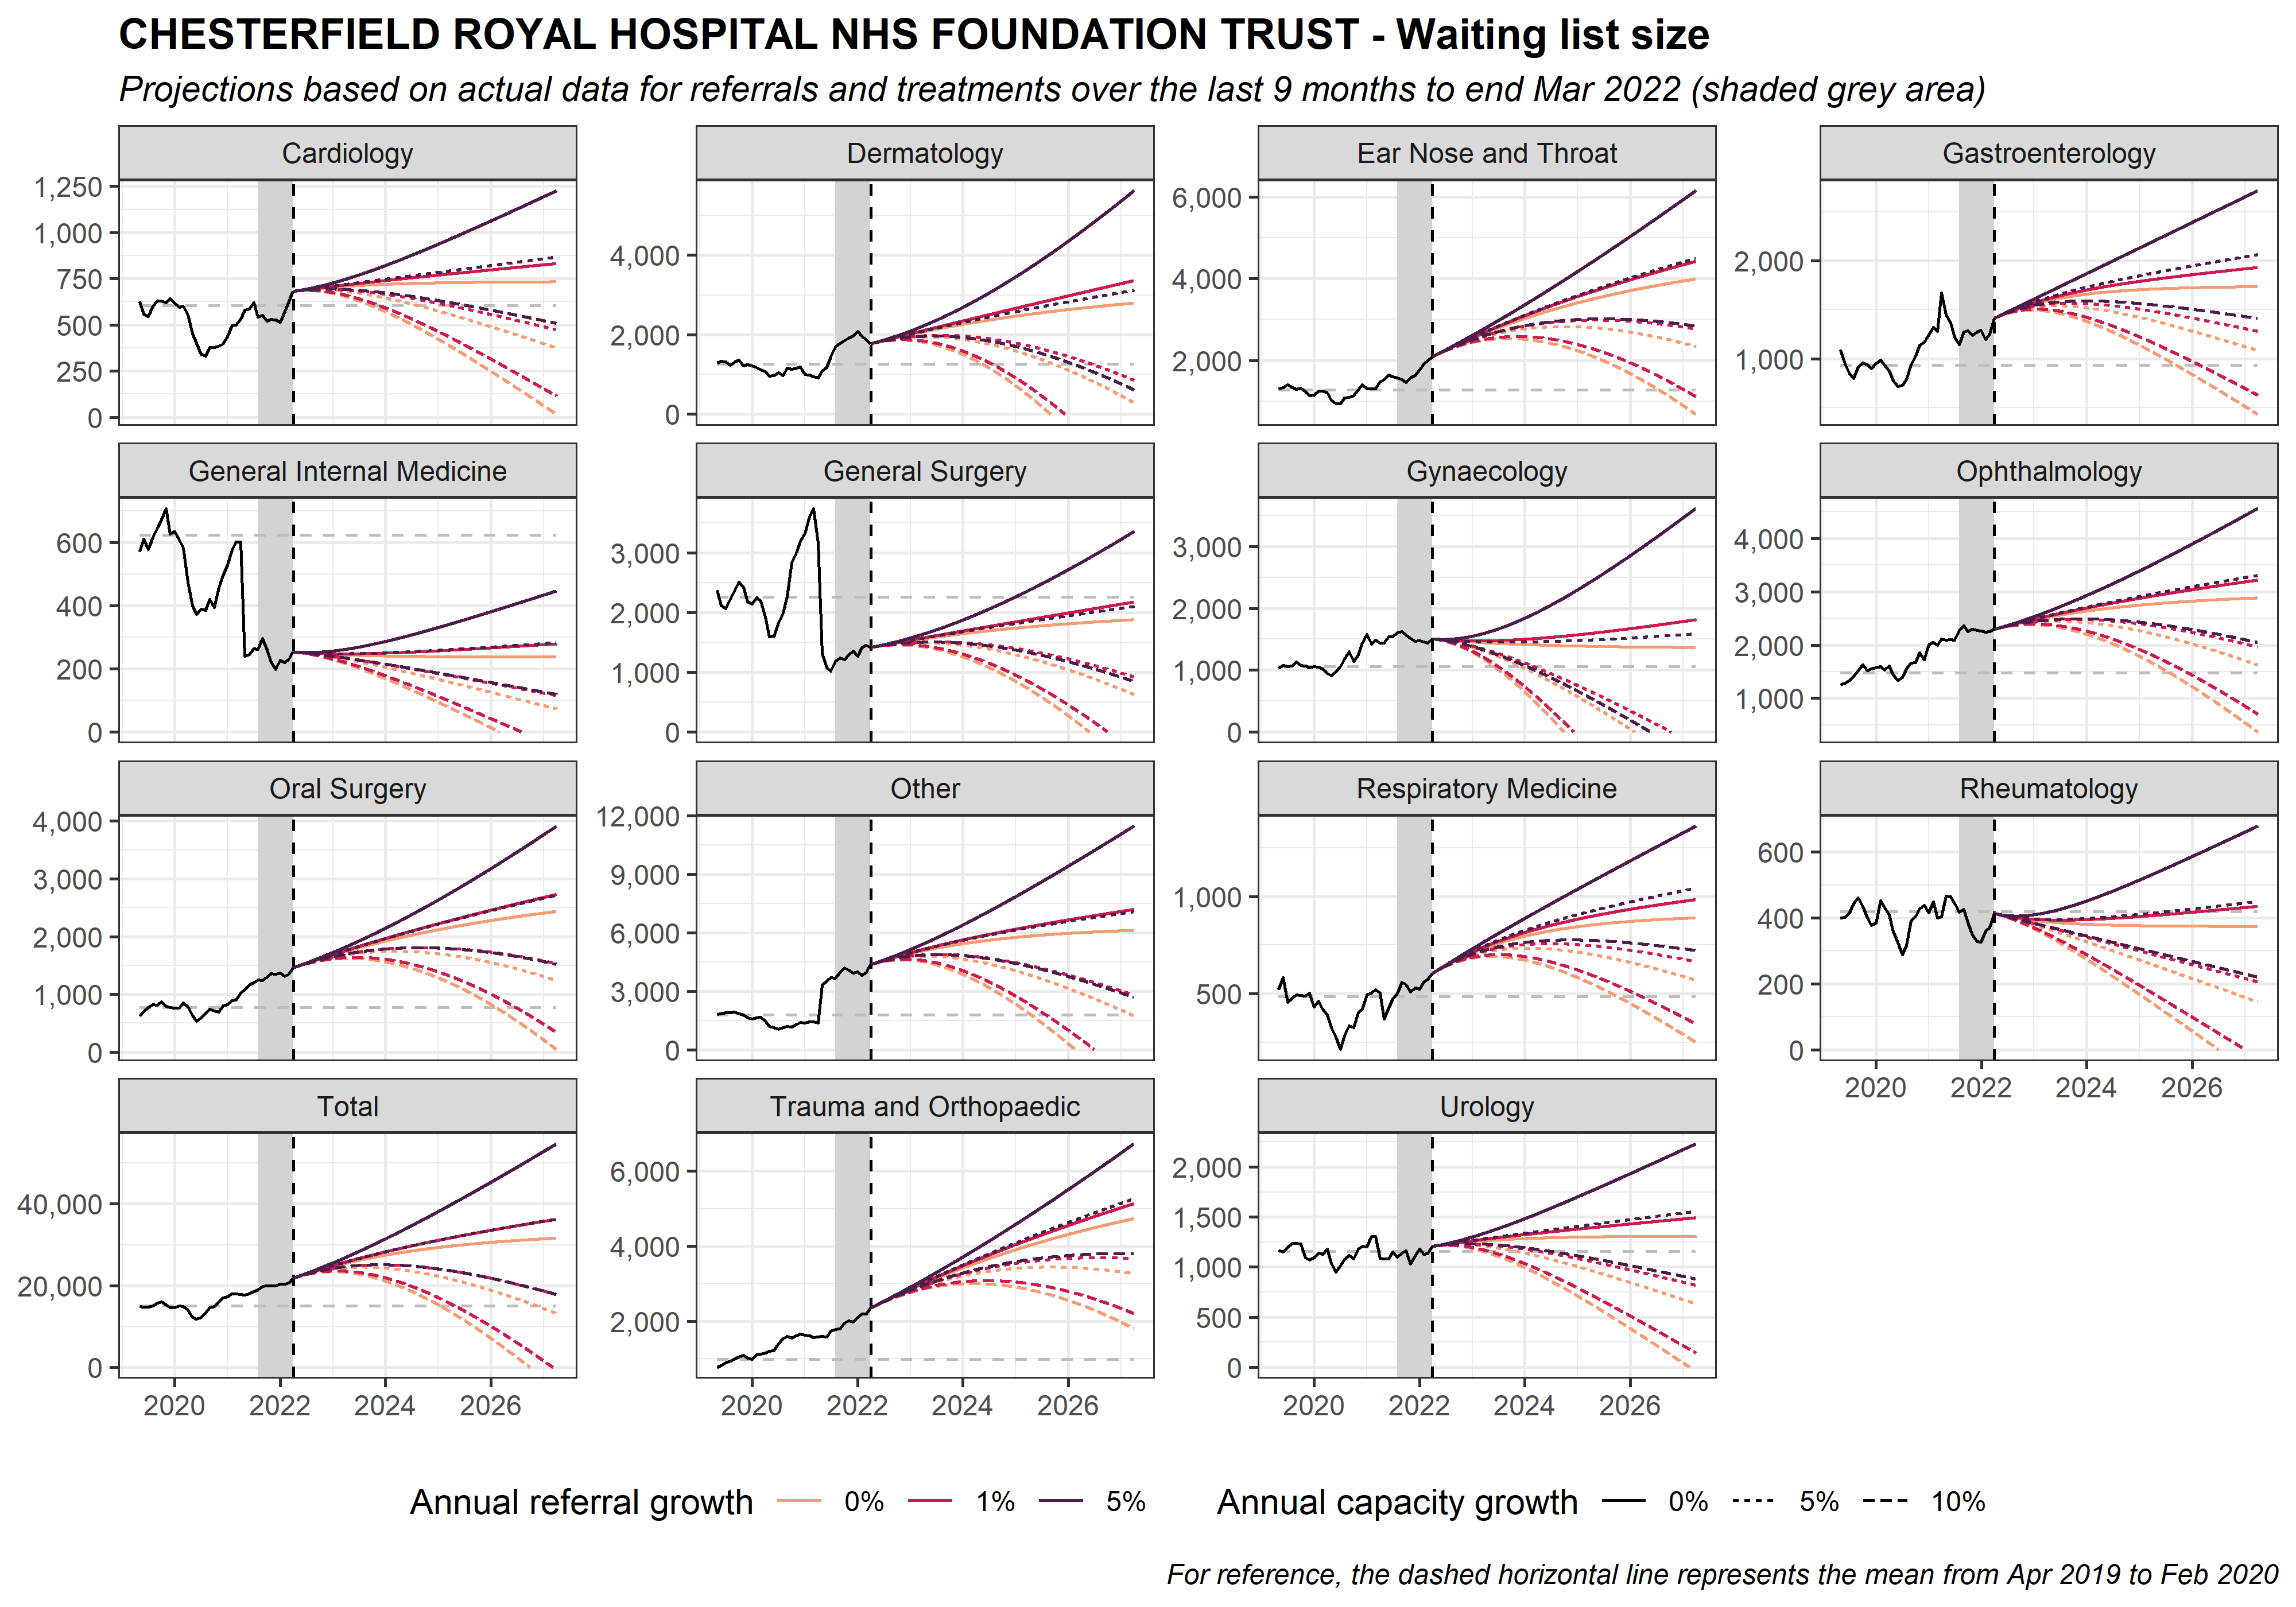 CHESTERFIELD ROYAL HOSPITAL NHS FOUNDATION TRUST - Waiting list size
Projections based on actual data for referrals and treatments over the last 9 months to end Mar 2022 (shaded grey area)
Cardiology
1,250
1,000
750
500
250
0
Dermatology
4,000
2,000
0
Ear Nose and Throat
6,000
4,000
2,000
Gastroenterology
2,000
1,000
General Internal Medicine
600
400
200
0
General Surgery
3,000
2,000
1,000
0
Gynaecology
3,000
2,000
1,000
0
Ophthalmology
4,000
3,000
2,000
1,000
Oral Surgery
4,000
3,000
2,000
1,000
0
Other
12,000
9,000
6,000
3,000
0
Respiratory Medicine
1,000
500
Rheumatology
600
400
200
0
2020 2022 2024 2026
Total
40,000
20,000
0
2020 2022 2024 2026
Trauma and Orthopaedic
6,000
4,000
2,000
2020 2022 2024 2026
Urology
2,000
1,500
1,000
500
0
2020 2022 2024 2026
Annual referral growth 0% 1% 5% Annual capacity growth 0% 5% 10%
For reference, the dashed horizontal line represents the mean from Apr 2019 to Feb 2020